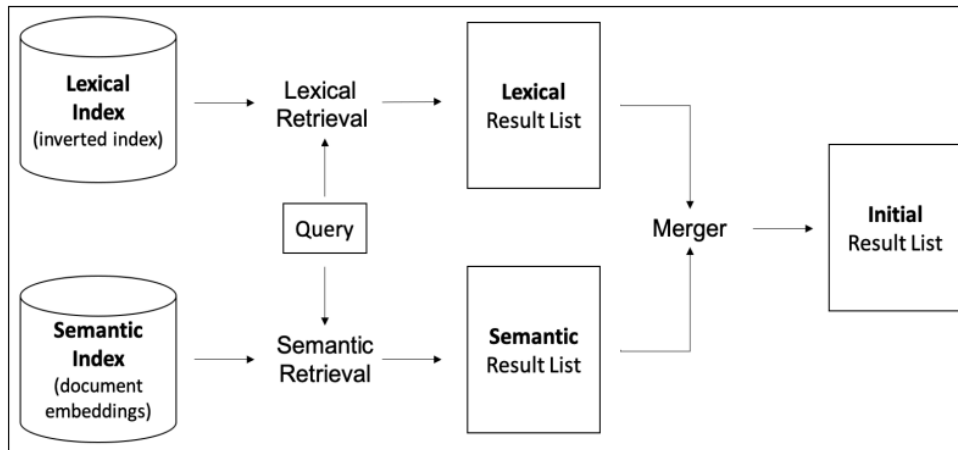 Lexical
Index
(inverted index)
Lexical
Retrieval
Lexical
Result List
Query
Semantic
Index
(document
embeddings)
Semantic
Retrieval
Semantic
Result List
Merger
Initial
Result List